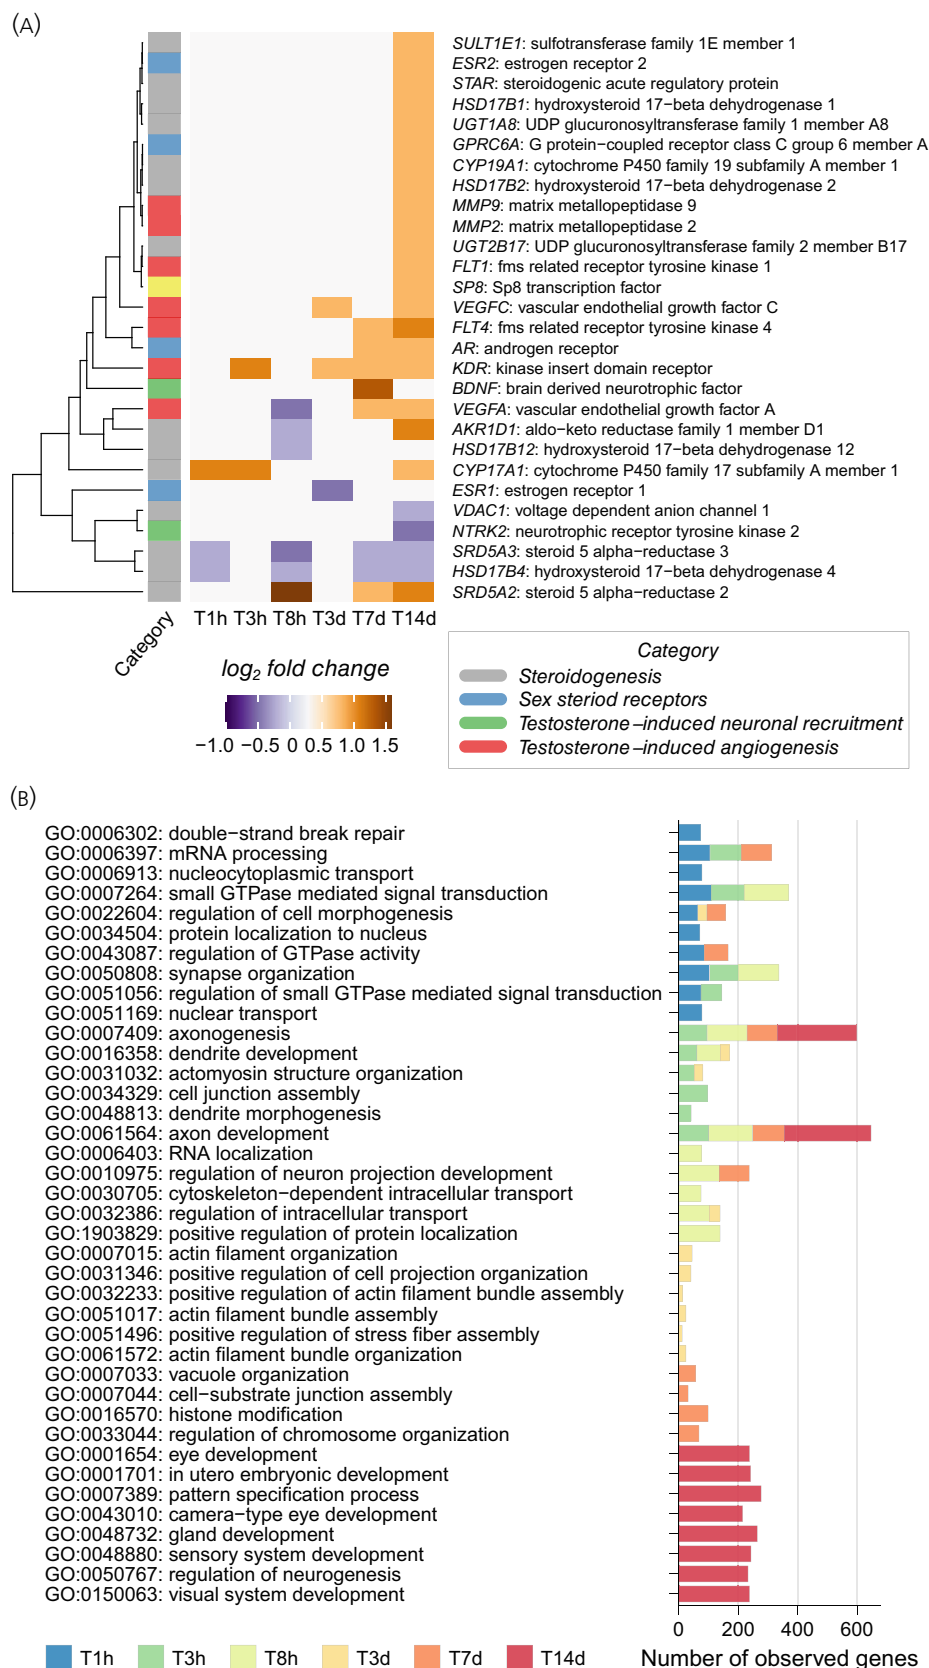 (A)
SULT1E1: sulfotransferase family 1E member 1
ESR2: estrogen receptor 2
STAR: steroidogenic acute regulatory protein
HSD17B1: hydroxysteroid 17−beta dehydrogenase 1
UGT1A8: UDP glucuronosyltransferase family 1 member A8
GPRC6A: G protein−coupled receptor class C group 6 member A
CYP19A1: cytochrome P450 family 19 subfamily A member 1
HSD17B2: hydroxysteroid 17−beta dehydrogenase 2
MMP9: matrix metallopeptidase 9
MMP2: matrix metallopeptidase 2
UGT2B17: UDP glucuronosyltransferase family 2 member B17
FLT1: fms related receptor tyrosine kinase 1
SP8: Sp8 transcription factor
VEGFC: vascular endothelial growth factor C
FLT4: fms related receptor tyrosine kinase 4
AR: androgen receptor
KDR: kinase insert domain receptor
BDNF: brain derived neurotrophic factor
VEGFA: vascular endothelial growth factor A
AKR1D1: aldo−keto reductase family 1 member D1
HSD17B12: hydroxysteroid 17−beta dehydrogenase 12
CYP17A1: cytochrome P450 family 17 subfamily A member 1
ESR1: estrogen receptor 1
VDAC1: voltage dependent anion channel 1
NTRK2: neurotrophic receptor tyrosine kinase 2
SRD5A3: steroid 5 alpha−reductase 3
HSD17B4: hydroxysteroid 17−beta dehydrogenase 4
SRD5A2: steroid 5 alpha−reductase 2
Category T1h T3h T8h T3d T7d T14d
log2 fold change
−1.0 −0.5 0 0.5 1.0 1.5
Category
Steroidogenesis
Sex steriod receptors
Testosterone−induced neuronal recruitment
Testosterone−induced angiogenesis
(B)
GO:0006302: double−strand break repair
GO:0006397: mRNA processing
GO:0006913: nucleocytoplasmic transport
GO:0007264: small GTPase mediated signal transduction
GO:0022604: regulation of cell morphogenesis
GO:0034504: protein localization to nucleus
GO:0043087: regulation of GTPase activity
GO:0050808: synapse organization
GO:0051056: regulation of small GTPase mediated signal transduction
GO:0051169: nuclear transport
GO:0007409: axonogenesis
GO:0016358: dendrite development
GO:0031032: actomyosin structure organization
GO:0034329: cell junction assembly
GO:0048813: dendrite morphogenesis
GO:0061564: axon development
GO:0006403: RNA localization
GO:0010975: regulation of neuron projection development
GO:0030705: cytoskeleton−dependent intracellular transport
GO:0032386: regulation of intracellular transport
GO:1903829: positive regulation of protein localization
GO:0007015: actin filament organization
GO:0031346: positive regulation of cell projection organization
GO:0032233: positive regulation of actin filament bundle assembly
GO:0051017: actin filament bundle assembly
GO:0051496: positive regulation of stress fiber assembly
GO:0061572: actin filament bundle organization
GO:0007033: vacuole organization
GO:0007044: cell−substrate junction assembly
GO:0016570: histone modification
GO:0033044: regulation of chromosome organization
GO:0001654: eye development
GO:0001701: in utero embryonic development
GO:0007389: pattern specification process
GO:0043010: camera−type eye development
GO:0048732: gland development
GO:0048880: sensory system development
GO:0050767: regulation of neurogenesis
GO:0150063: visual system development
0 200 400 600
Number of observed genes
T1h T3h T8h T3d T7d T14d